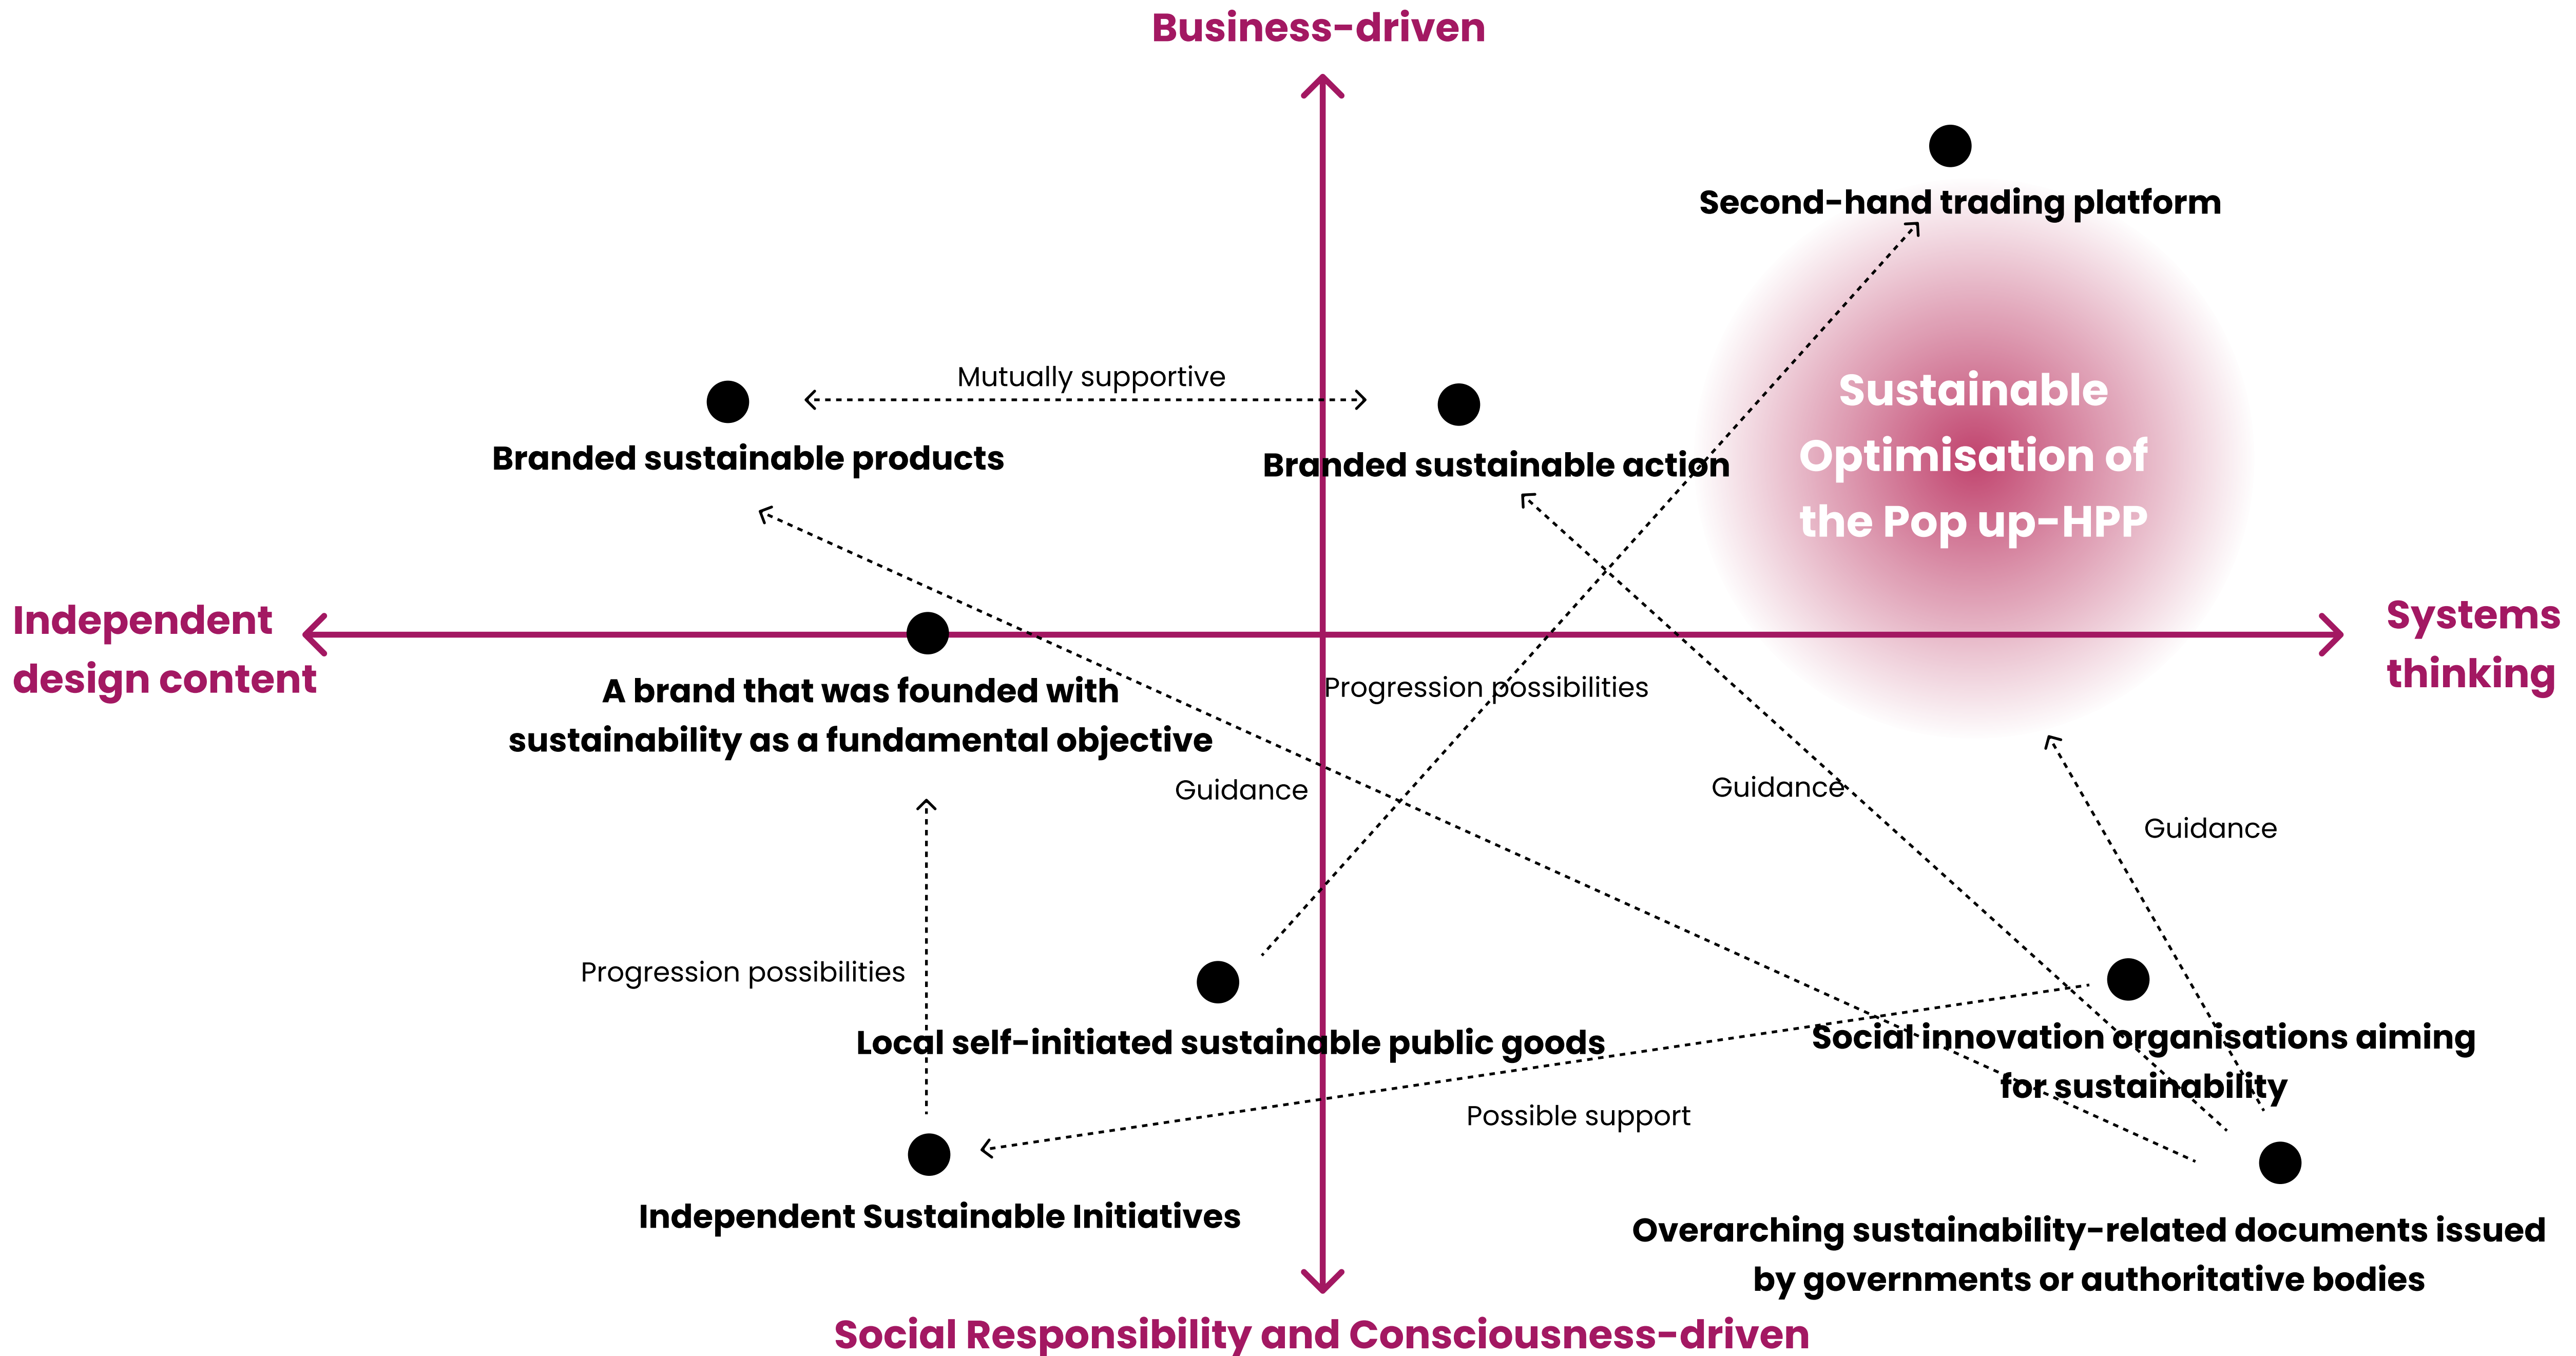 Business-driven
Second-hand trading platform
Mutually supportive
Branded sustainable products
Branded sustainable action
Sustainable
Optimisation of
the Pop up-HPP
Independent
design content
Systems
thinking
A brand that was founded with
sustainability as a fundamental objective
Progression possibilities
Guidance
Guidance
Guidance
Progression possibilities
Local self-initiated sustainable public goods
Social innovation organisations aiming
for sustainability
Possible support
Independent Sustainable Initiatives
Overarching sustainability-related documents issued
by governments or authoritative bodies
Social Responsibility and Consciousness-driven